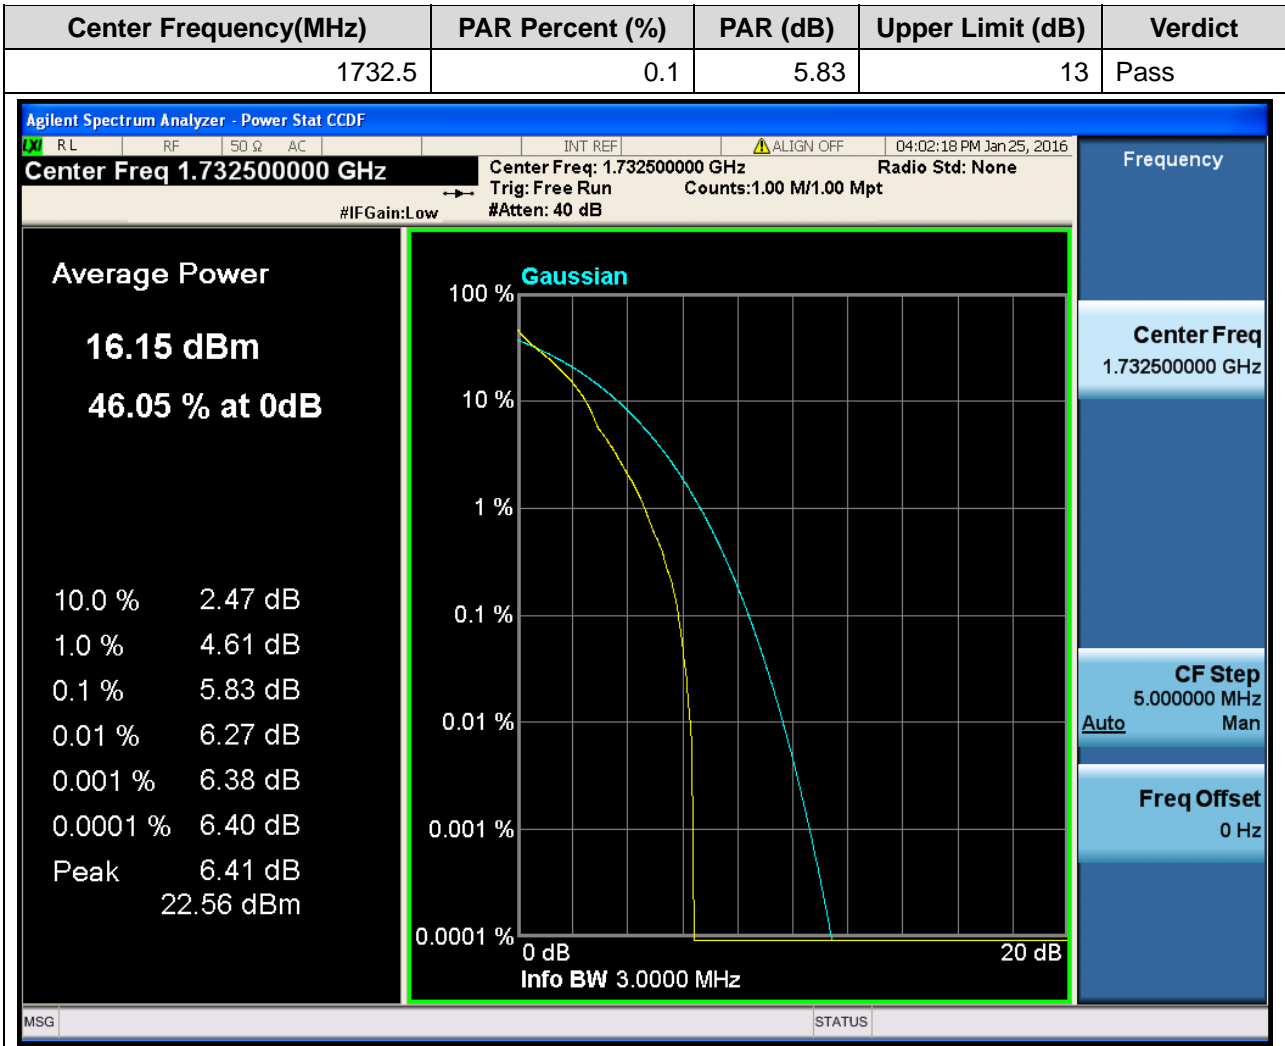 Center Frequency(MHz) PAR Percent (%) PAR (dB) Upper Limit (dB) Verdict
1732.5 0.1 5.83 13 Pass
Agilent Spectrum Analyzer - Power Stat CCDF
LXI RL RF 50 Ω AC INT REF ALIGN OFF 04:02:18 PM Jan 25, 2016
Center Freq 1.732500000 GHz
Center Freq: 1.732500000 GHz Radio Std: None
Trig: Free Run Counts:1.00 M/1.00 Mpt
#IFGain:Low #Atten: 40 dB
Average Power
16.15 dBm
46.05 % at 0dB
10.0 % 2.47 dB
1.0 % 4.61 dB
0.1 % 5.83 dB
0.01 % 6.27 dB
0.001 % 6.38 dB
0.0001 % 6.40 dB
Peak 6.41 dB
22.56 dBm
Gaussian
100 %
10 %
1 %
0.1 %
0.01 %
0.001 %
0.0001 %
0 dB 20 dB
Info BW 3.0000 MHz
Frequency
Center Freq
1.732500000 GHz
CF Step
5.000000 MHz
Auto Man
Freq Offset
0 Hz
MSG STATUS